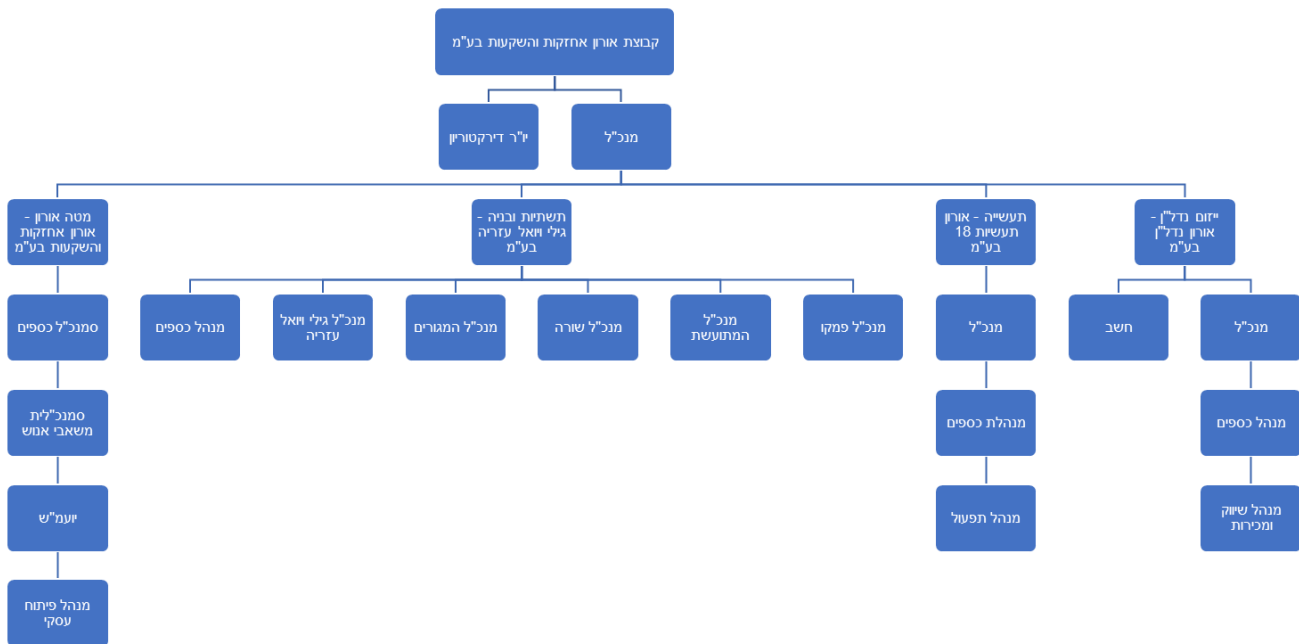 קבוצת אורון אחזקות והשקעות בע"מ
מנכ"ל
יו"ר דירקטוריון
ייזום נדל"ן -
אורון נדל"ן
בע"מ
תעשייה - אורון
תעשיות 18
בע"מ
תשתיות ובניה -
גילי ויואל עזריה
בע"מ
מטה אורון -
אורון אחזקות
והשקעות בע"מ
מנכ"ל
חשב
מנכ"ל
מנכ"ל פמקו
מנכ"ל
המתועשת
מנכ"ל שורה
מנכ"ל המגורים
מנכ"ל גילי ויואל
עזריה
מנהל כספים
סמנכ"ל כספים
מנהל כספים
מנהלת כספים
סמנכ"לית
משאבי אנוש
מנהל שיווק
ומכירות
מנהל תפעול
יועמ"ש
מנהל פיתוח
עסקי